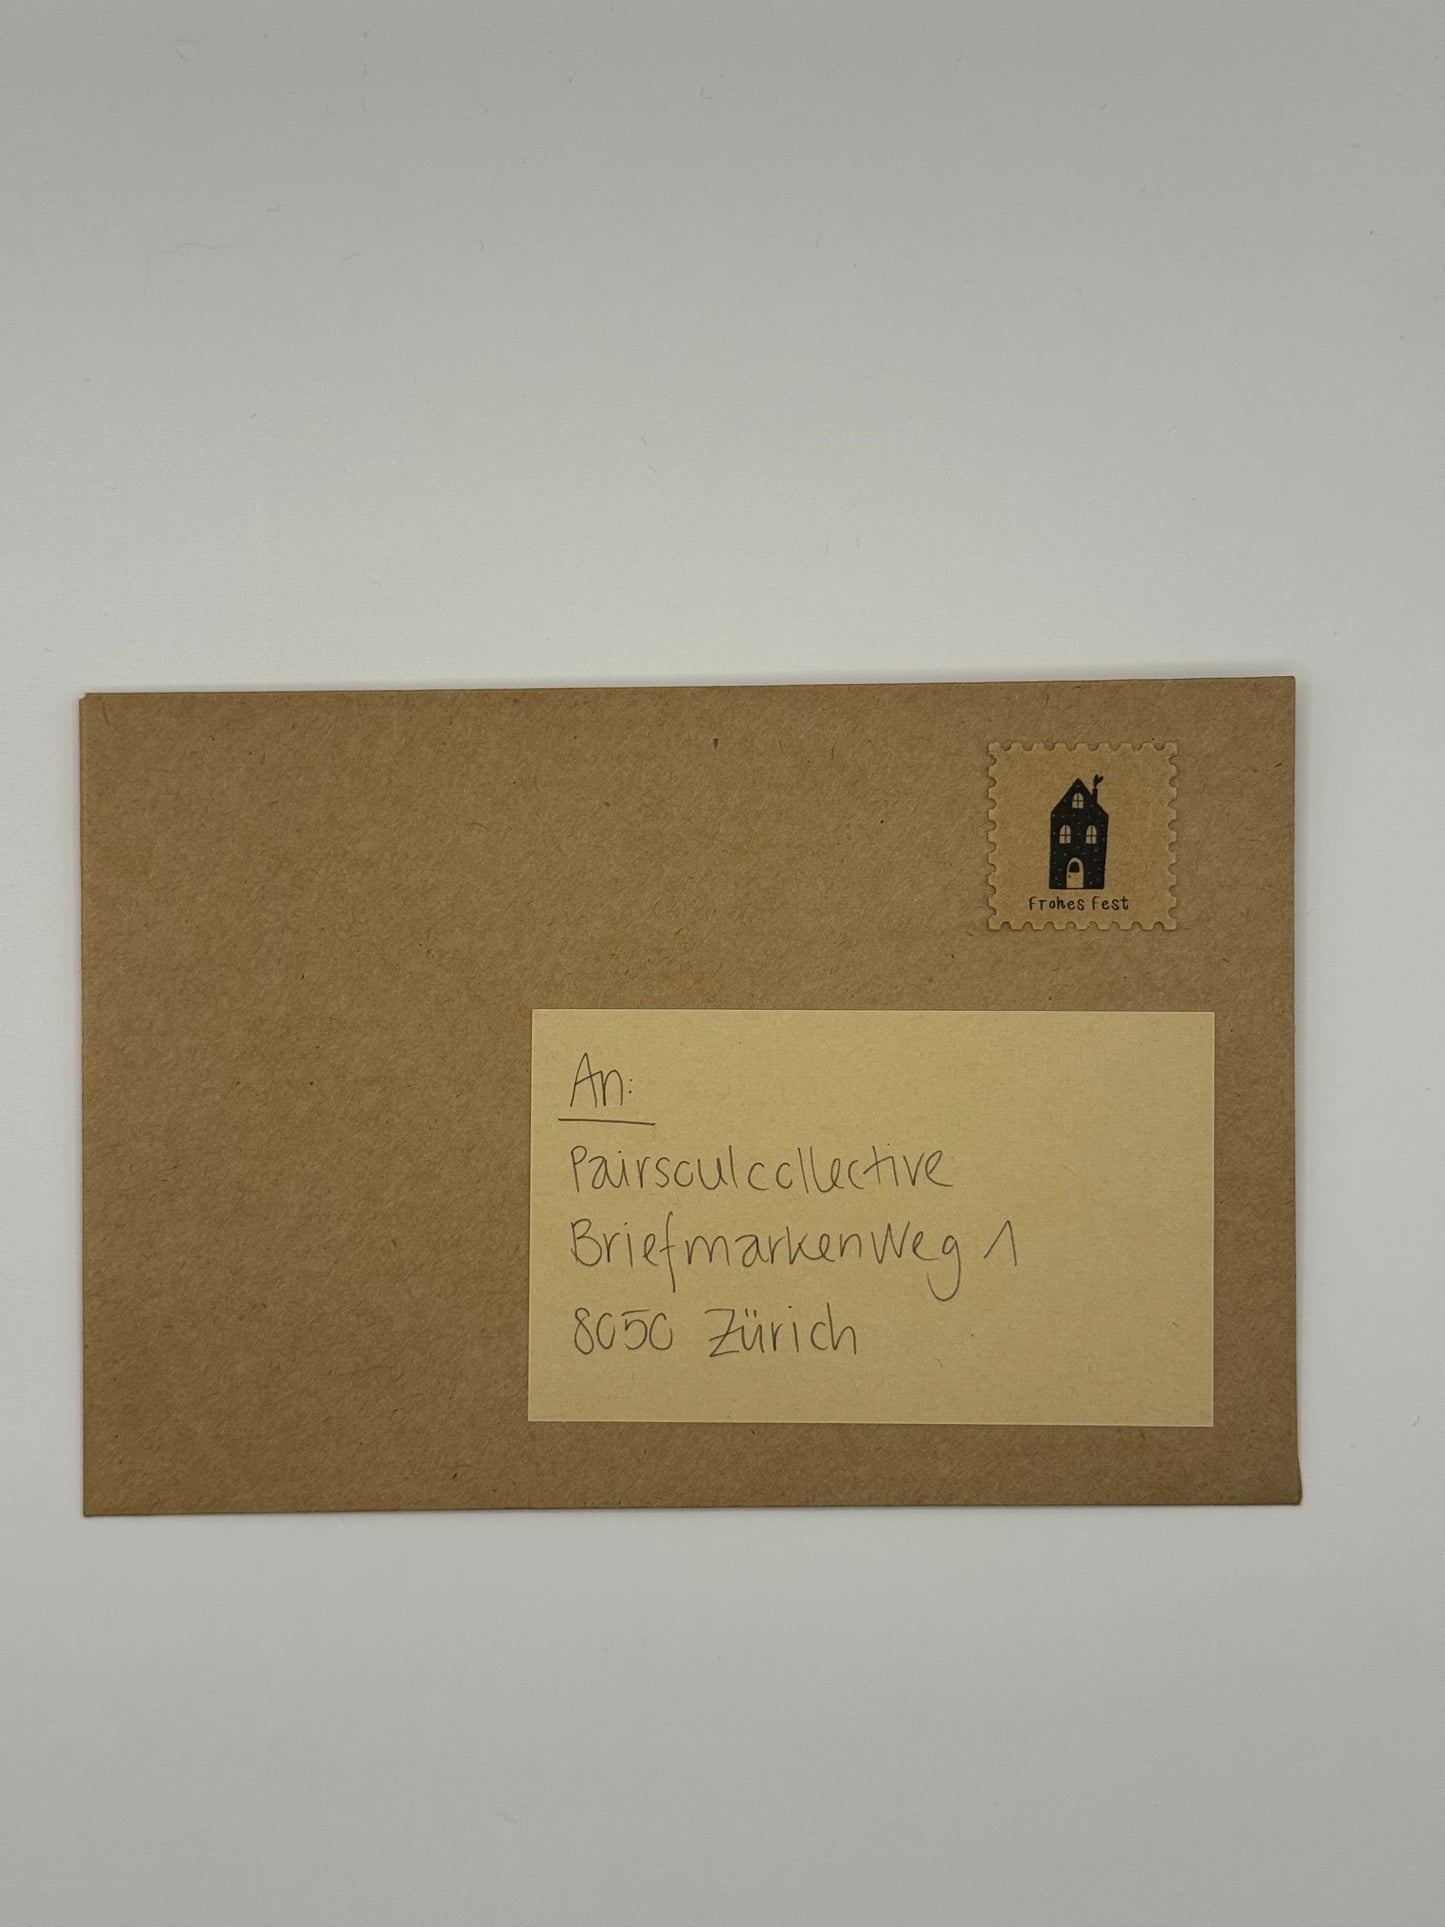 Frohes Fest
An:
Pairsoulcollective
Briefmarkenweg 1
8050 Zürich